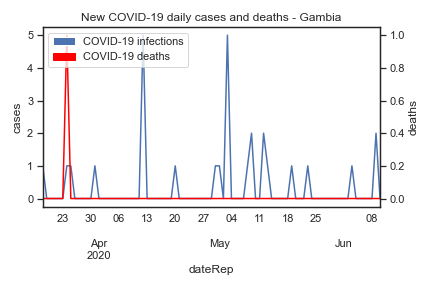 New COVID-19 daily cases and deaths - Gambia
COVID-19 infections
COVID-19 deaths
5
4
3
2
1
0
cases
1.0
0.8
0.6
0.4
0.2
0.0
deaths
23 30 06 13 20 27 04 11 18 25 08
Apr May Jun
2020
dateRep